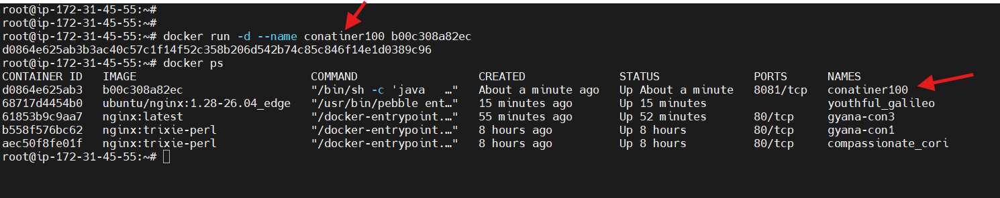 root@ip-172-31-45-55:~#
root@ip-172-31-45-55:~#
root@ip-172-31-45-55:~# docker run -d --name conatiner100 b00c308a82ec
d0864e625ab3b3ac40c57c1f14f52c358b206d542b74c85c846f14e1d0389c96
root@ip-172-31-45-55:~# docker ps
CONTAINER ID   IMAGE                          COMMAND                  CREATED              STATUS              PORTS      NAMES
d0864e625ab3   b00c308a82ec                   "/bin/sh -c 'java   …"   About a minute ago   Up About a minute   8081/tcp   conatiner100
68717d4454b0   ubuntu/nginx:1.28-26.04_edge   "/usr/bin/pebble ent…"   15 minutes ago       Up 15 minutes                  youthful_galileo
61853b9c9aa7   nginx:latest                   "/docker-entrypoint.…"   55 minutes ago       Up 52 minutes       80/tcp     gyana-con3
b558f576bc62   nginx:trixie-perl              "/docker-entrypoint.…"   8 hours ago          Up 8 hours          80/tcp     gyana-con1
aec50f8fe01f   nginx:trixie-perl              "/docker-entrypoint.…"   8 hours ago          Up 8 hours          80/tcp     compassionate_cori
root@ip-172-31-45-55:~#